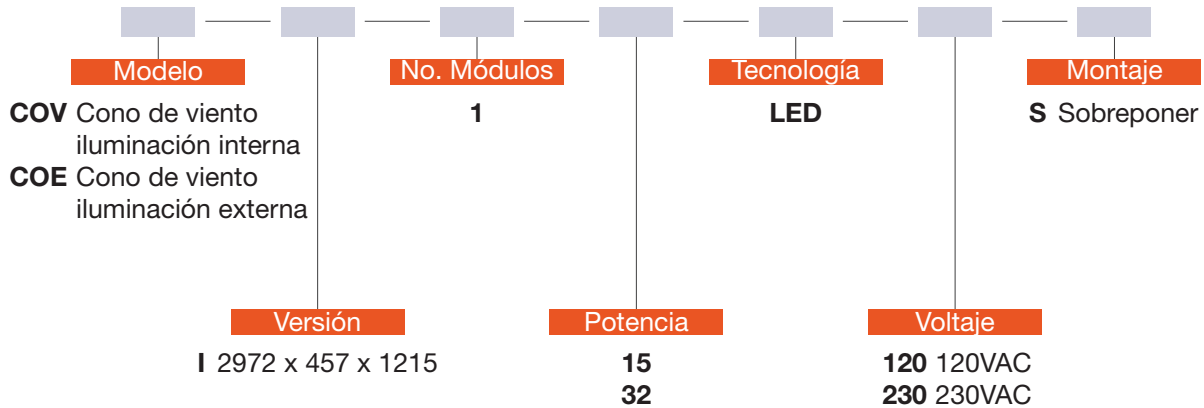 Modelo
No. Módulos
Tecnología
Montaje
COV Cono de viento
iluminación interna
COE Cono de viento
iluminación externa
1
LED
S Sobreponer
Versión
Potencia
Voltaje
I 2972 x 457 x 1215
15
32
120 120VAC
230 230VAC